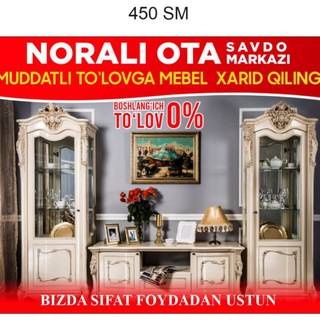 450 SM
NORALI OTA SAVDO MARKAZI
MUDDATLI TO‘LOVGA MEBEL XARID QILING
BOSHLANG‘ICH
TO‘LOV 0%
BIZDA SIFAT FOYDADAN USTUN